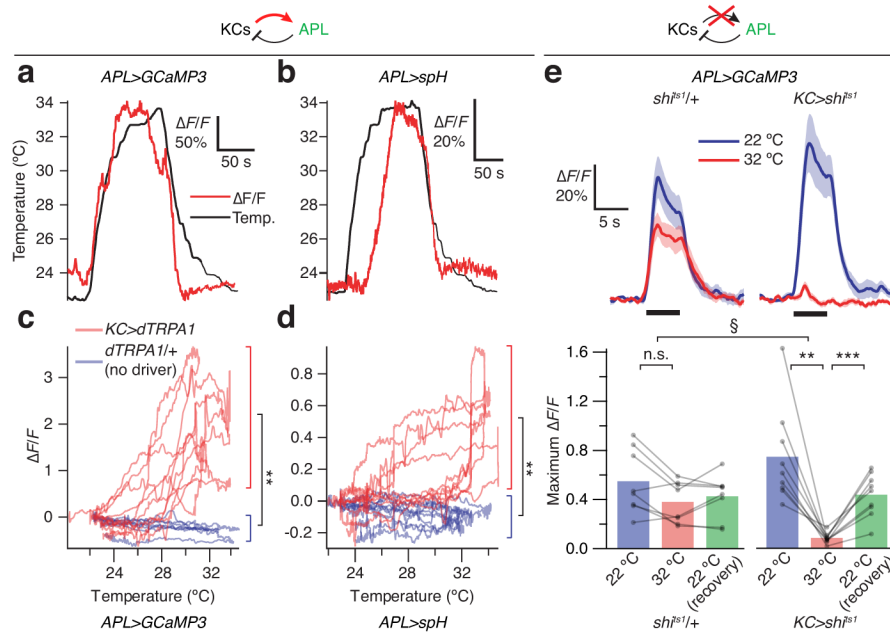 KCs APL
KCs APL
a APL>GCaMP3
b APL>spH
e APL>GCaMP3
shi^ts1/+ KC>shi^ts1
Temperature (°C)
34
32
30
28
26
24
ΔF/F
50%
50 s
ΔF/F
Temp.
34
32
30
28
26
24
ΔF/F
20%
50 s
22 °C
32 °C
ΔF/F
20%
5 s
c
KC>dTRPA1
dTRPA1/+
(no driver)
ΔF/F
3
2
1
0
**
24 28 32
Temperature (°C)
APL>GCaMP3
d
0.8
0.6
0.4
0.2
0.0
-0.2
**
24 28 32
Temperature (°C)
APL>spH
§
n.s. ** ***
Maximum ΔF/F
1.6
1.2
0.8
0.4
0.0
22 °C
32 °C
22 °C
(recovery)
22 °C
32 °C
22 °C
(recovery)
shi^ts1/+ KC>shi^ts1